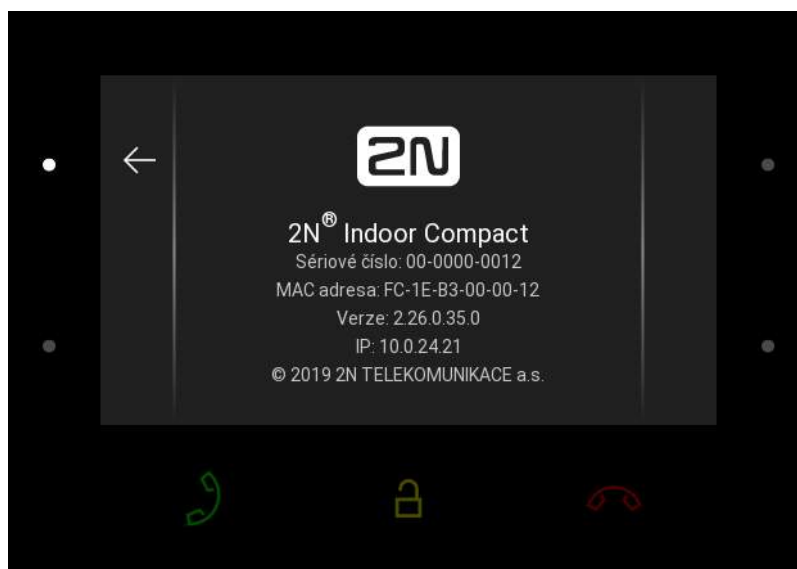 2N
2N® Indoor Compact
Sériové číslo: 00-0000-0012
MAC adresa: FC-1E-B3-00-00-12
Verze: 2.26.0.35.0
IP: 10.0.24.21
© 2019 2N TELEKOMUNIKACE a.s.